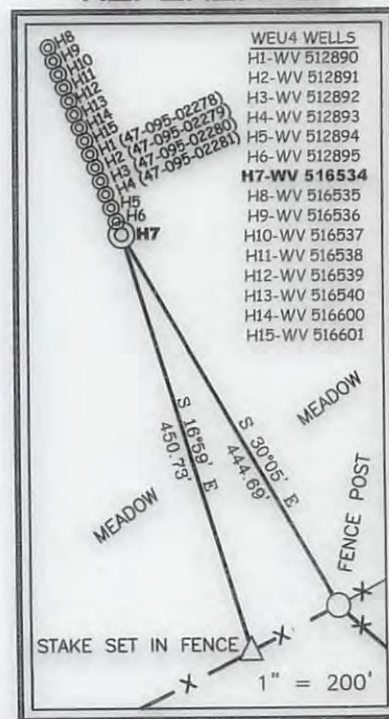 H8
H9
H10
H11
H12
H13
H14
H15
H1 (47-095-02278)
H2 (47-095-02279)
H3 (47-095-02280)
H4 (47-095-02281)
H5
H6
H7
WEU4 WELLS
H1-WV 512890
H2-WV 512891
H3-WV 512892
H4-WV 512893
H5-WV 512894
H6-WV 512895
H7-WV 516534
H8-WV 516535
H9-WV 516536
H10-WV 516537
H11-WV 516538
H12-WV 516539
H13-WV 516540
H14-WV 516600
H15-WV 516601
S 16°59' E
450.73'
S 30°05' E
444.69'
MEADOW
MEADOW
FENCE POST
STAKE SET IN FENCE
1" = 200'